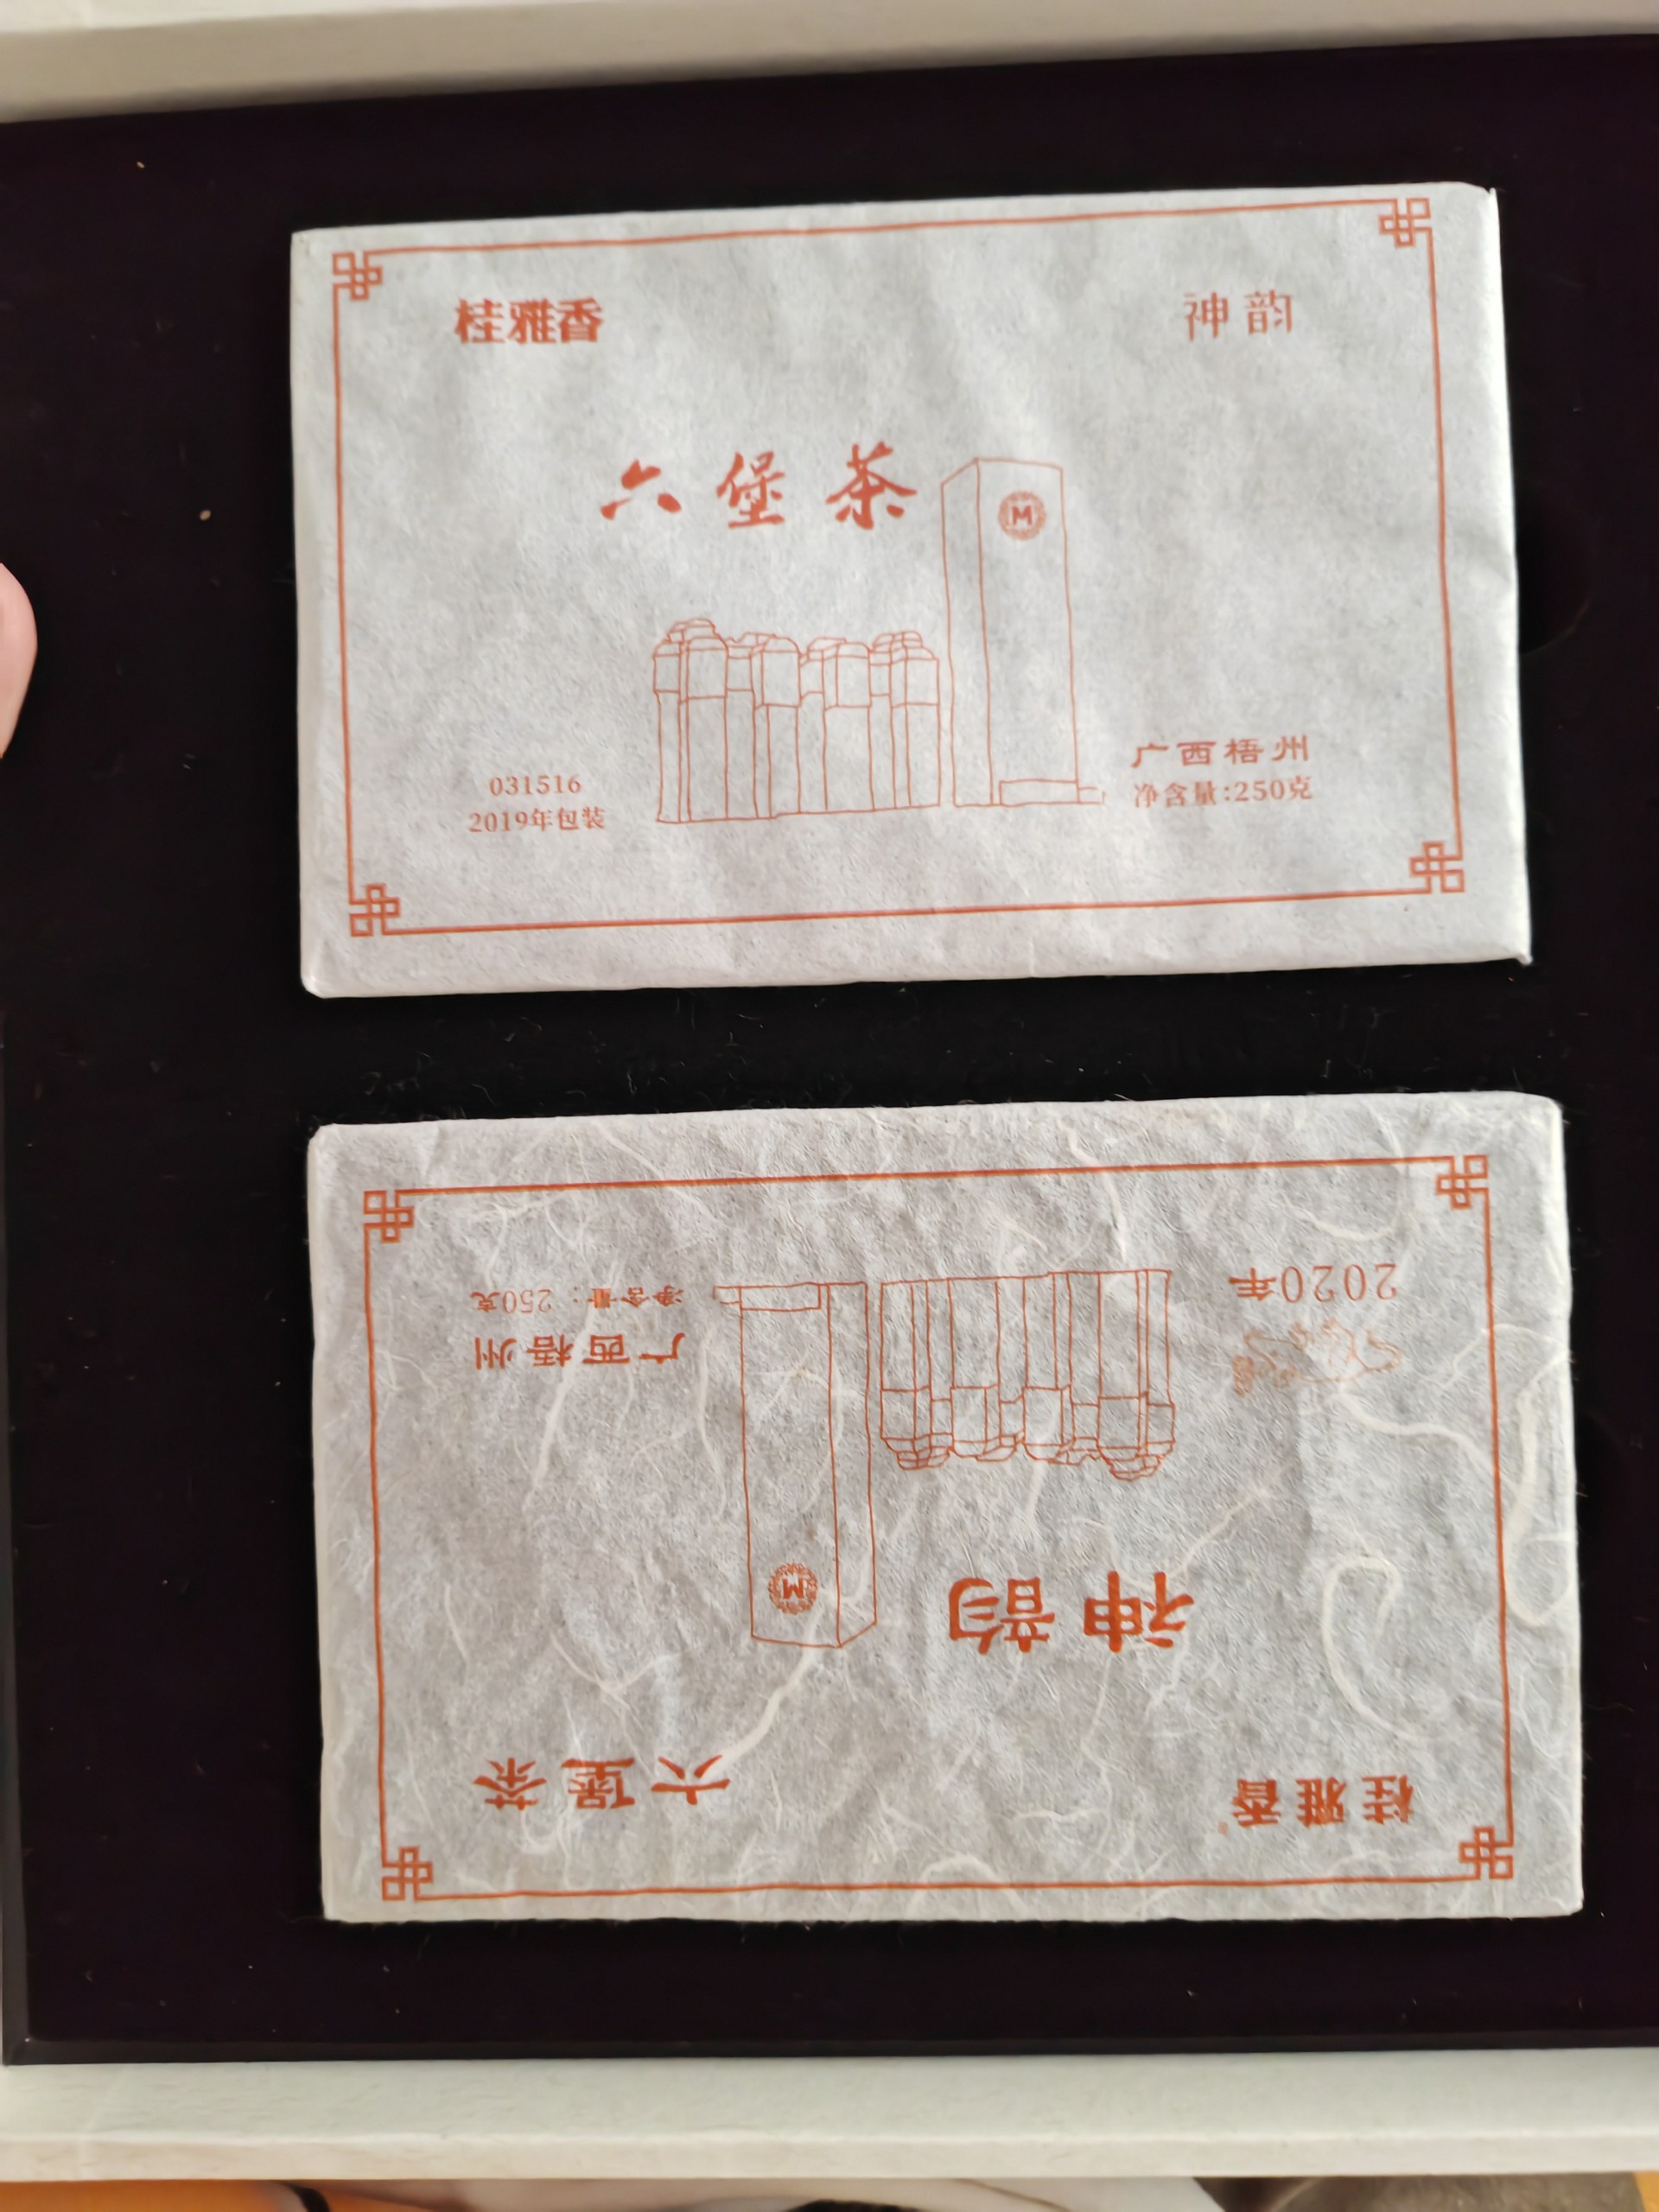 桂雅香
神韵
六堡茶
M
031516
2019年包装
广西梧州
净含量:250克
桂雅香
六堡茶
神韵
M
2020年
广西梧州
净含量：250克